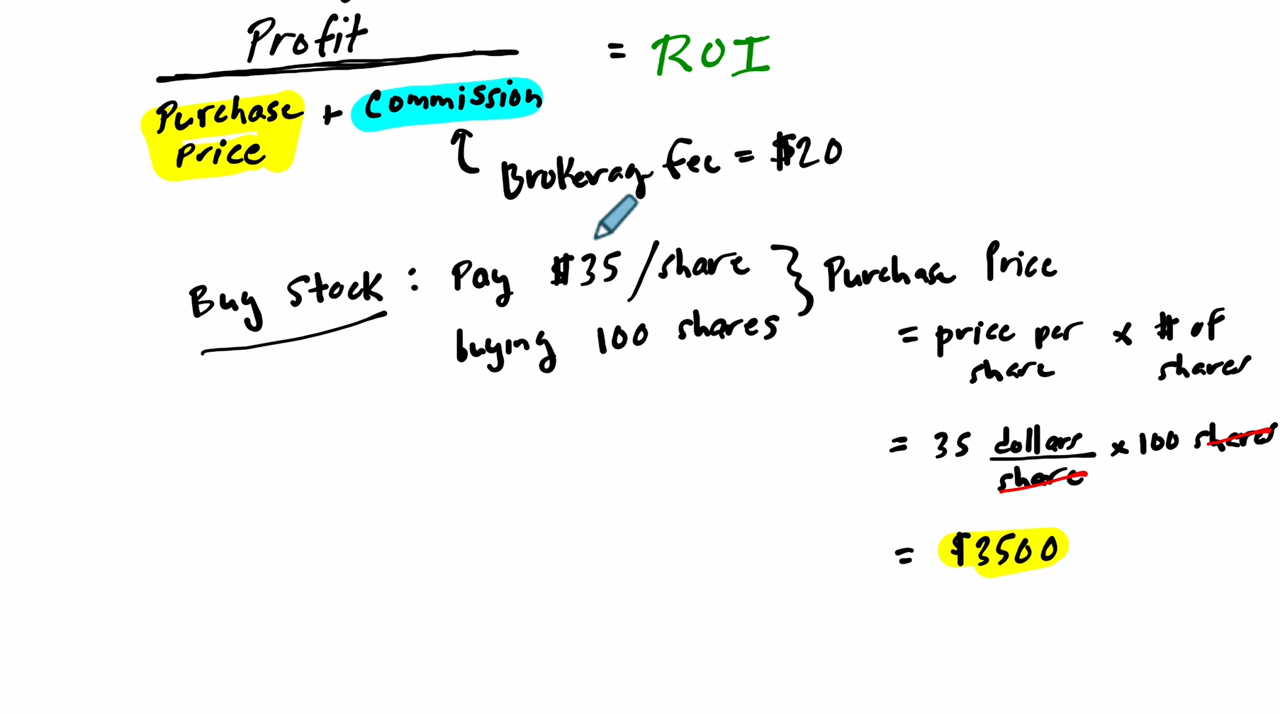 Profit
= ROI
Purchase + Commission
Price
Brokerag Fee = $20
Buy Stock : Pay $35 /share } Purchase Price
buying 100 shares
= price per x # of
share shares
= 35 dollars x 100 shares
share
= $3500